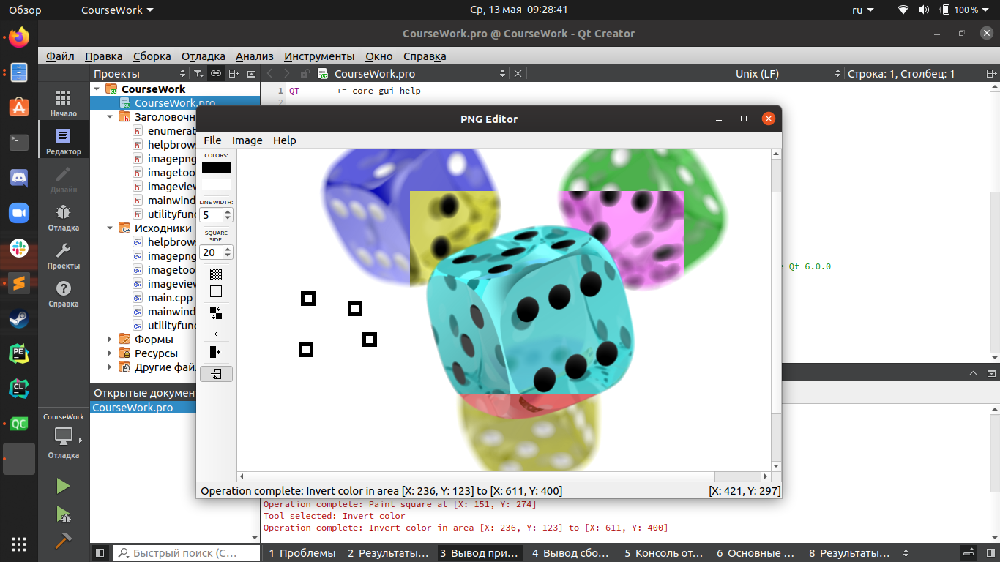 Обзор CourseWork Ср, 13 мая 09:28:41 ru 100 %
CourseWork.pro @ CourseWork - Qt Creator
Файл Правка Сборка Отладка Анализ Инструменты Окно Справка
Проекты CourseWork.pro Unix (LF) Строка: 1, Столбец: 1
Начало
Редактор
Дизайн
Отладка
Проекты
Справка
CourseWork
Отладка
CourseWork
CourseWork.pro
Заголовочн
enumerat
helpbrow
imagepng
imagetoo
imageview
mainwind
utilityfunc
Исходники
helpbrow
imagepng
imagetoo
imageview
main.cpp
mainwind
utilityfunc
Формы
Ресурсы
Другие фай
Открытые документ
CourseWork.pro
1 QT += core gui help
2
Qt 6.0.0
PNG Editor
File Image Help
COLORS:
LINE WIDTH:
5
SQUARE
SIDE:
20
Operation complete: Invert color in area [X: 236, Y: 123] to [X: 611, Y: 400] [X: 421, Y: 297]
Operation complete: Paint square at [X: 151, Y: 274]
Tool selected: Invert color
Operation complete: Invert color in area [X: 236, Y: 123] to [X: 611, Y: 400]
Быстрый поиск (C... 1 Проблемы 2 Результаты... 3 Вывод при... 4 Вывод сбо... 5 Консоль от... 6 Основные ... 8 Результаты...